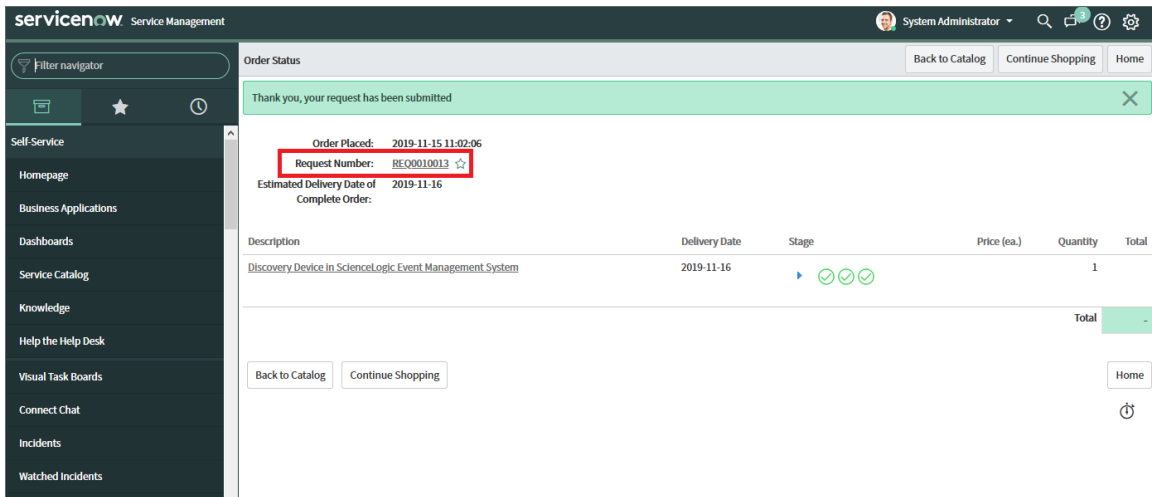 servicenow Service Management
System Administrator
3
Filter navigator
Order Status
Back to Catalog
Continue Shopping
Home
Thank you, your request has been submitted
Self-Service
Homepage
Business Applications
Dashboards
Service Catalog
Knowledge
Help the Help Desk
Visual Task Boards
Connect Chat
Incidents
Watched Incidents
Order Placed: 2019-11-15 11:02:06
Request Number: REQ0010013
Estimated Delivery Date of 2019-11-16
Complete Order:
Description Delivery Date Stage Price (ea.) Quantity Total
Discovery Device in ScienceLogic Event Management System 2019-11-16 1
Total -
Back to Catalog
Continue Shopping
Home